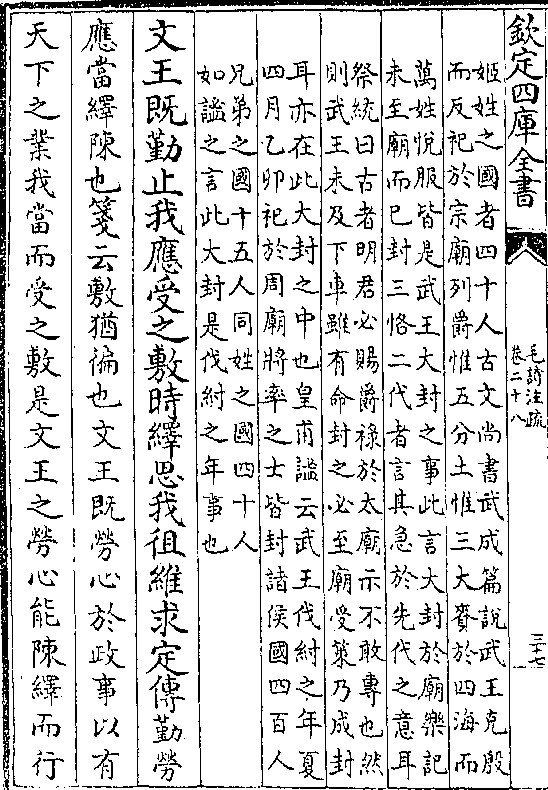 欽定四庫全書
毛詩注疏
卷二十八
三十七
姬姓之國者四十人古文尚書武成篇說武王克殷
而反祀於宗廟列爵惟五分土惟三大賚於四海而
萬姓悅服皆是武王大封之事此言大封於廟樂記
未至廟而已封三恪二代者言其急於先代之意耳
祭統曰古者明君必賜爵祿於太廟示不敢專也然
則武王未及下車雖有命封之必至廟受策乃成封
耳亦在此大封之中也皇甫謐云武王伐紂之年夏
四月乙卯祀於周廟將率之士皆封諸侯國四百人
兄弟之國十五人同姓之國四十人
如謐之言此大封是伐紂之年事也
文王既勤止我應受之敷時繹思我徂維求定傳勤勞
應當繹陳也箋云敷猶徧也文王既勞心於政事以有
天下之業我當而受之敷是文王之勞心能陳繹而行